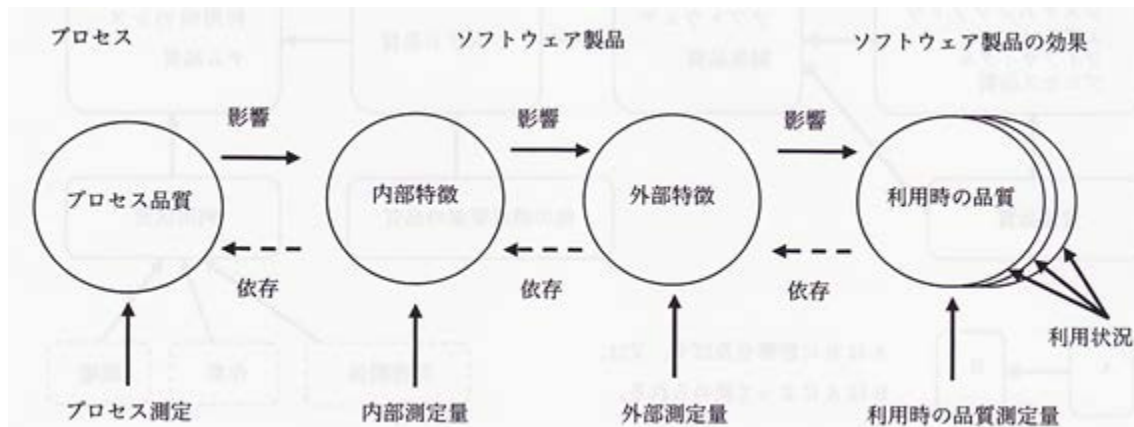 プロセス
ソフトウェア製品
ソフトウェア製品の効果
影響
影響
影響
プロセス品質
内部特徴
外部特徴
利用時の品質
依存
依存
依存
利用状況
プロセス測定
内部測定量
外部測定量
利用時の品質測定量